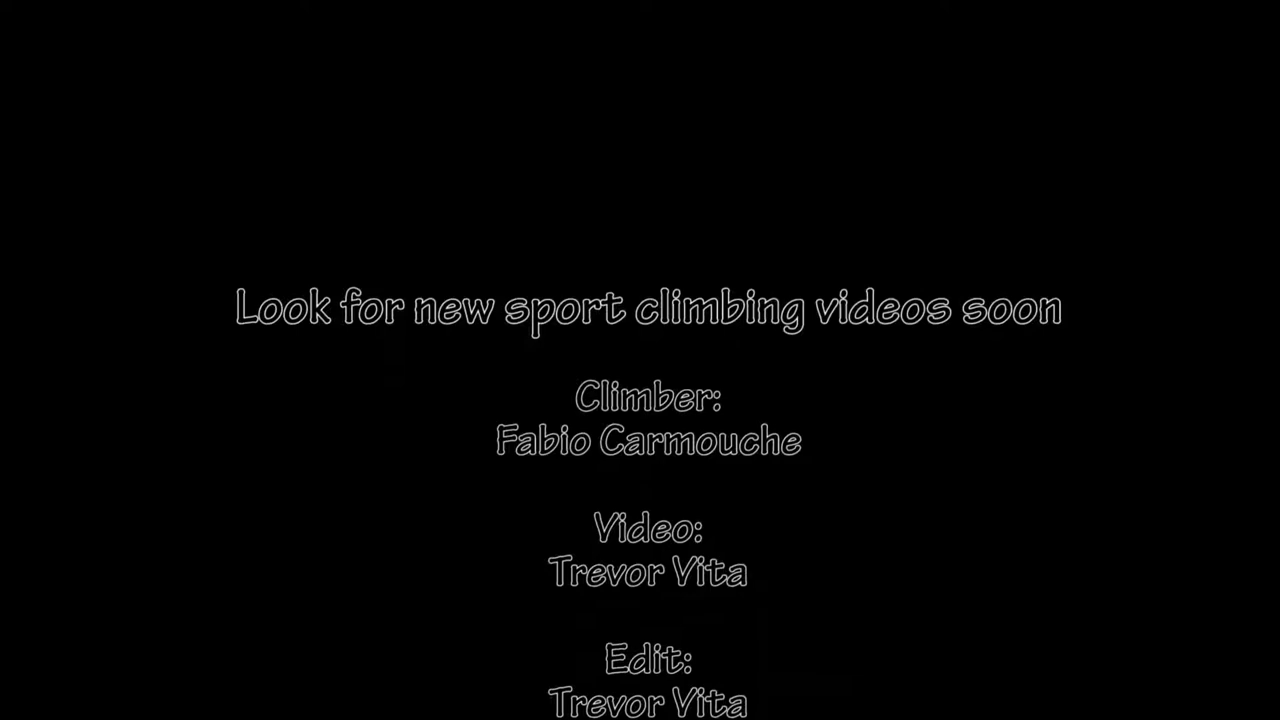 Look for new sport climbing videos soon
Climber:
Fabio Carmouche
Video:
Trevor Vita
Edit:
Trevor Vita